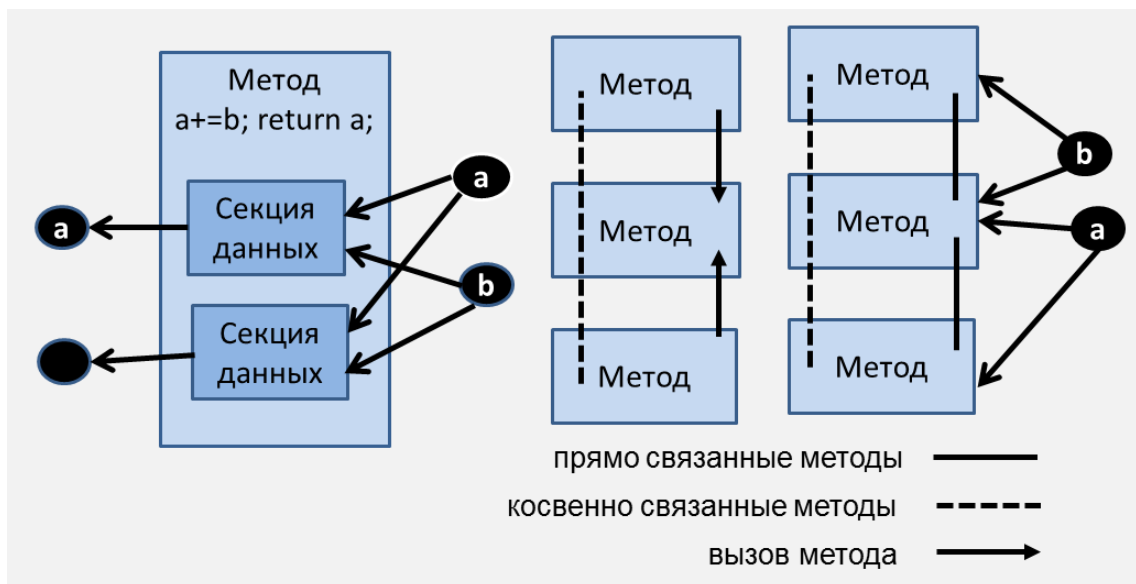 Метод
a+=b; return a;
Секция
данных
Секция
данных
a
a
b
Метод
Метод
Метод
Метод
Метод
Метод
b
a
прямо связанные методы
косвенно связанные методы
вызов метода